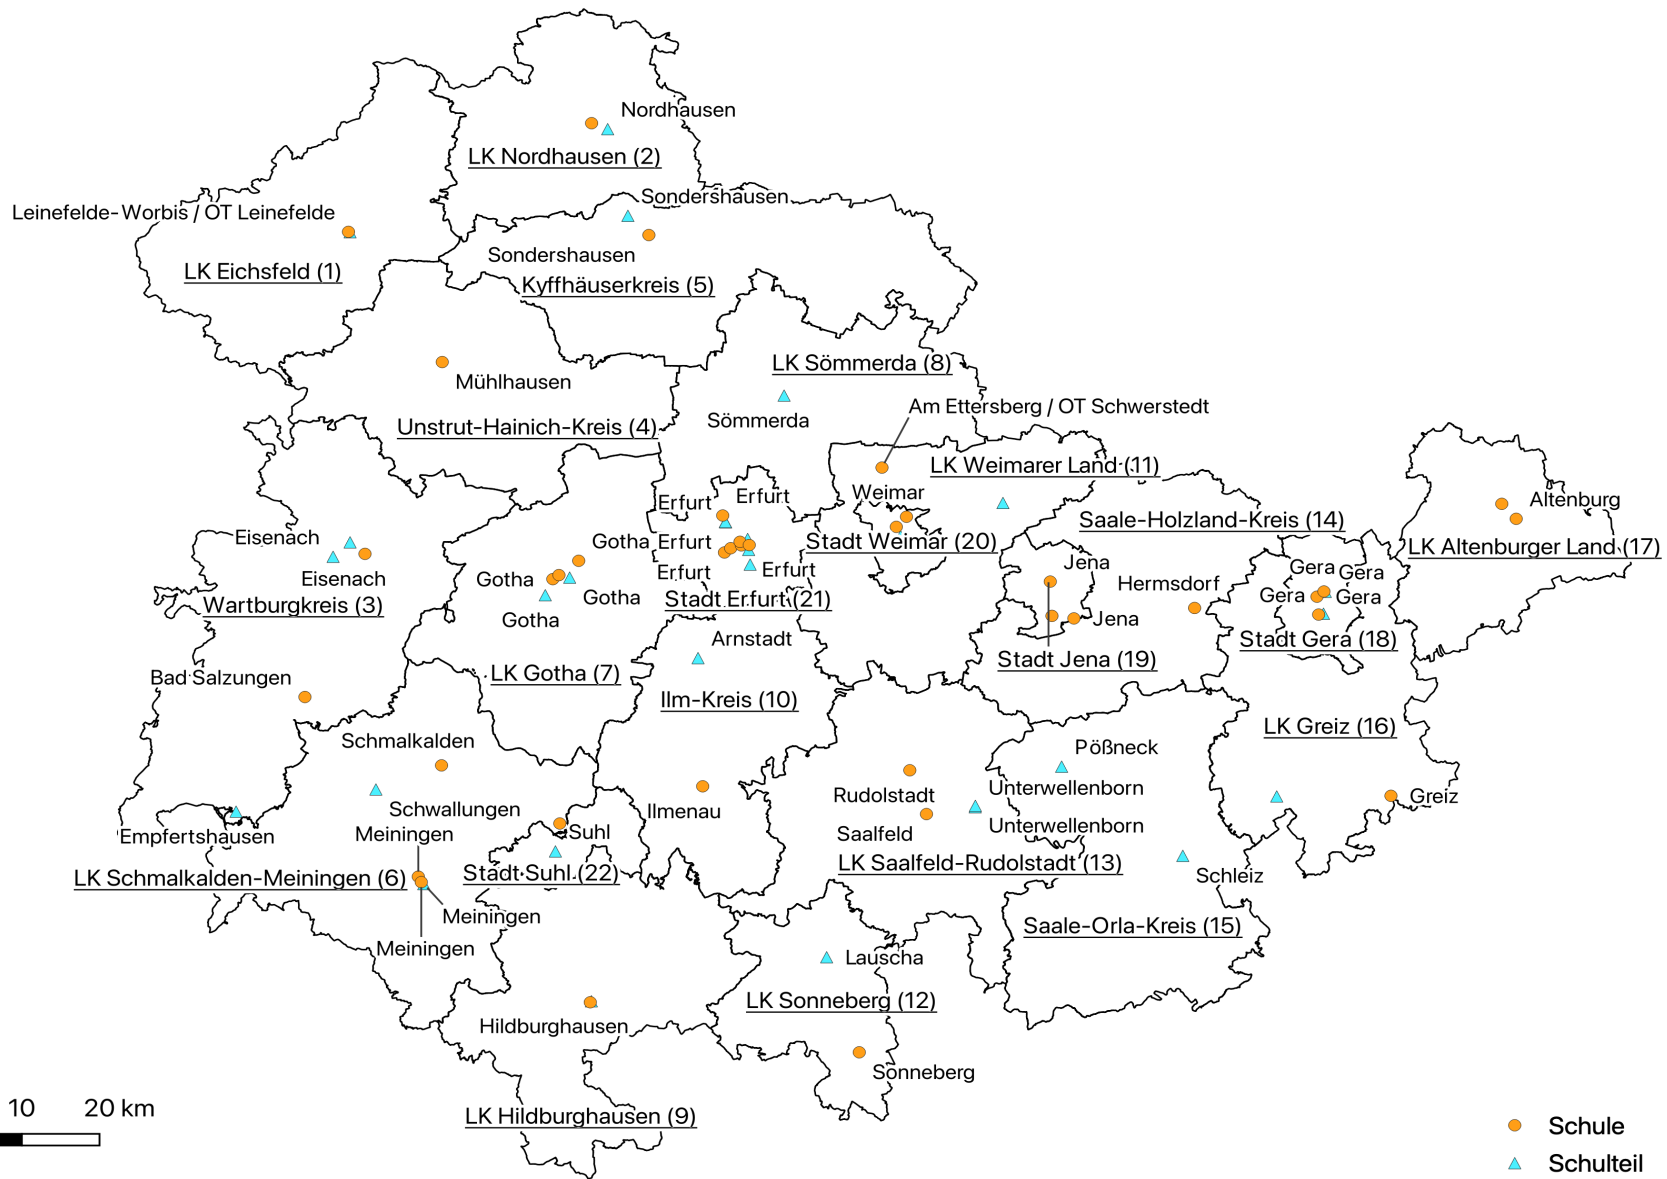 Nordhausen
LK Nordhausen (2)
Sondershausen
Leinefelde-Worbis / OT Leinefelde
Sondershausen
LK Eichsfeld (1)
Kyffhäuserkreis (5)
LK Sömmerda (8)
Mühlhausen
Am Ettersberg / OT Schwerstedt
Sömmerda
Unstrut-Hainich-Kreis (4)
LK Weimarer Land (11)
Weimar
Erfurt
Erfurt
Altenburg
Saale-Holzland-Kreis (14)
Eisenach
Gotha
Erfurt
Stadt Weimar (20)
LK Altenburger Land (17)
Jena
Gera
Gera
Eisenach
Gotha
Erfurt
Erfurt
Hermsdorf
Gera
Gera
Gotha
Wartburgkreis (3)
Stadt Erfurt (21)
Gotha
Jena
Arnstadt
Stadt Gera (18)
Stadt Jena (19)
LK Gotha (7)
Bad Salzungen
Ilm-Kreis (10)
LK Greiz (16)
Schmalkalden
Pößneck
Unterwellenborn
Rudolstadt
Greiz
Schwallungen
Ilmenau
Unterwellenborn
Empfertshausen
Meiningen
Suhl
Saalfeld
LK Saalfeld-Rudolstadt (13)
Stadt Suhl (22)
LK Schmalkalden-Meiningen (6)
Schleiz
Meiningen
Saale-Orla-Kreis (15)
Meiningen
Lauscha
LK Sonneberg (12)
Hildburghausen
Sonneberg
10 20 km
LK Hildburghausen (9)
Schule
Schulteil